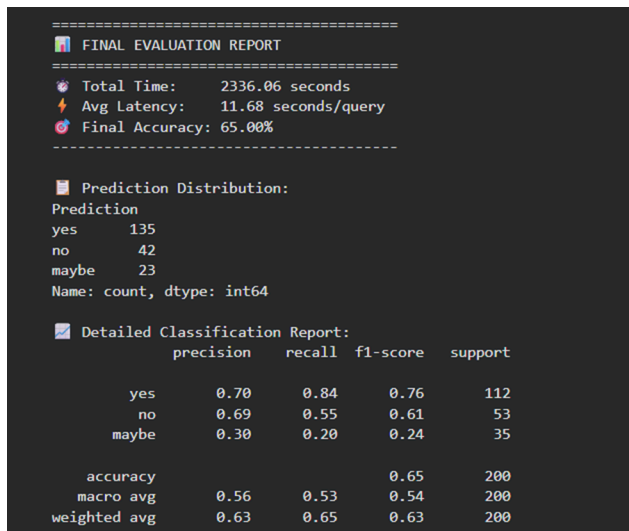 ========================================
📊 FINAL EVALUATION REPORT
========================================
⏱️ Total Time:     2336.06 seconds
⚡ Avg Latency:    11.68 seconds/query
🎯 Final Accuracy: 65.00%
----------------------------------------
📋 Prediction Distribution:
Prediction
yes      135
no        42
maybe     23
Name: count, dtype: int64
📈 Detailed Classification Report:
              precision    recall  f1-score   support
         yes       0.70      0.84      0.76       112
          no       0.69      0.55      0.61        53
       maybe       0.30      0.20      0.24        35
    accuracy                           0.65       200
   macro avg       0.56      0.53      0.54       200
weighted avg       0.63      0.65      0.63       200